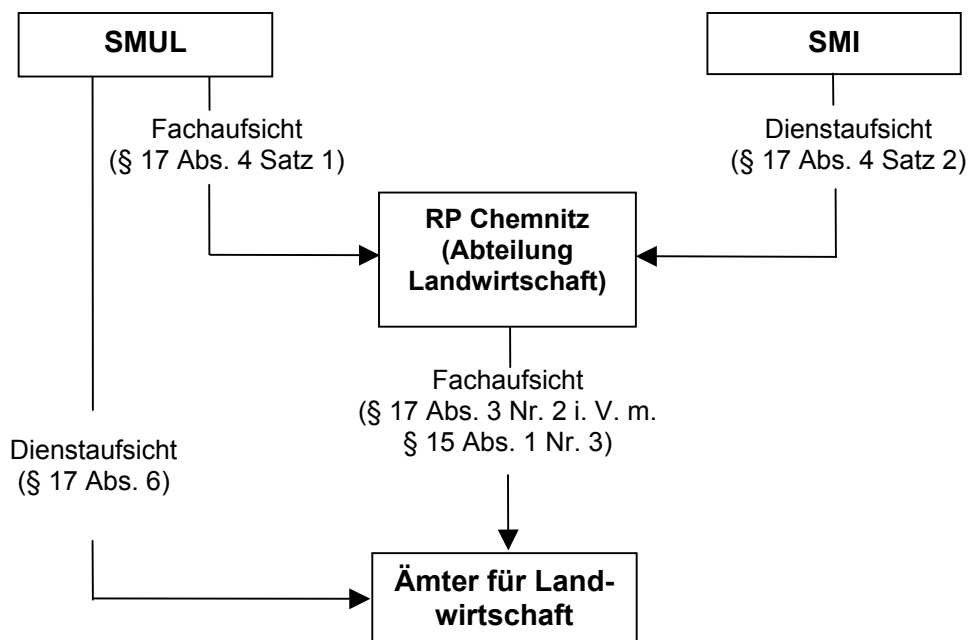 SMUL
SMI
Fachaufsicht
(§ 17 Abs. 4 Satz 1)
Dienstaufsicht
(§ 17 Abs. 4 Satz 2)
RP Chemnitz
(Abteilung
Landwirtschaft)
Fachaufsicht
(§ 17 Abs. 3 Nr. 2 i. V. m.
§ 15 Abs. 1 Nr. 3)
Dienstaufsicht
(§ 17 Abs. 6)
Ämter für Land-
wirtschaft